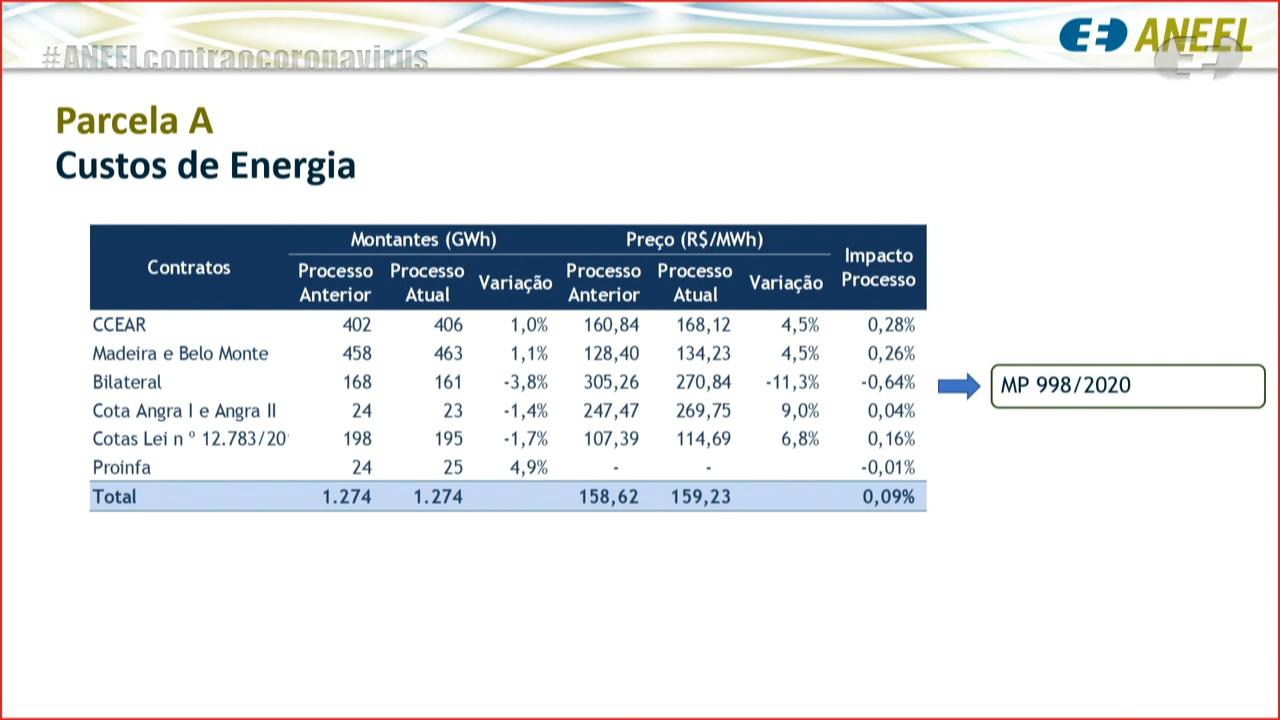 #ANEELcontraocoronavirus
ANEEL
Parcela A
Custos de Energia
Contratos Montantes (GWh) Preço (R$/MWh) Impacto Processo
Processo Anterior Processo Atual Variação Processo Anterior Processo Atual Variação
CCEAR 402 406 1,0% 160,84 168,12 4,5% 0,28%
Madeira e Belo Monte 458 463 1,1% 128,40 134,23 4,5% 0,26%
Bilateral 168 161 -3,8% 305,26 270,84 -11,3% -0,64%
MP 998/2020
Cota Angra I e Angra II 24 23 -1,4% 247,47 269,75 9,0% 0,04%
Cotas Lei n º 12.783/20 198 195 -1,7% 107,39 114,69 6,8% 0,16%
Proinfa 24 25 4,9% - - -0,01%
Total 1.274 1.274 158,62 159,23 0,09%